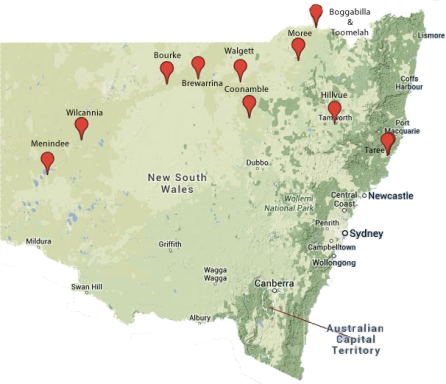 Boggabilla
&
Toomelah
Moree
Lismore
Walgett
Bourke
Brewarrina
Coonamble
Coffs
Harbour
Hillvue
Tamworth
Wilcannia
Port
Macquarie
Menindee
Taree
Dubbo
New South
Wales
Wollemi
National Park
Central
Coast
Newcastle
Penrith
Sydney
Mildura
Griffith
Campbelltown
Wollongong
Wagga
Wagga
Canberra
Swan Hill
Albury
Australian
Capital
Territory